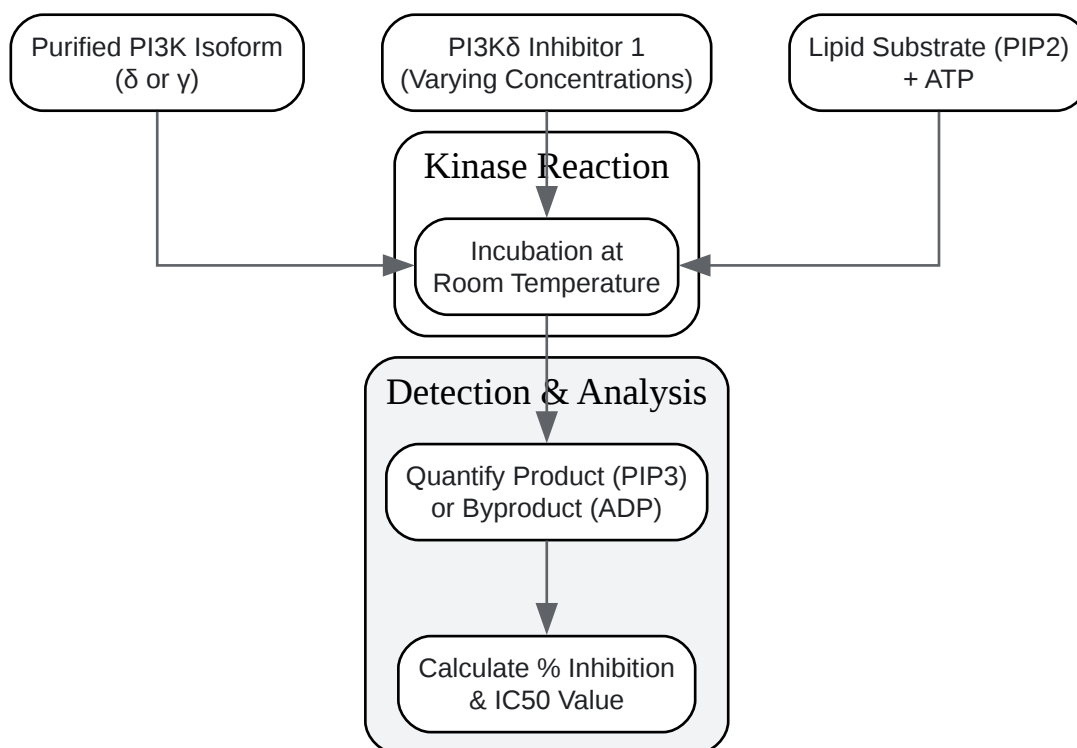 Purified PI3K Isoform
(δ or γ)
PI3Kδ Inhibitor 1
(Varying Concentrations)
Lipid Substrate (PIP2)
+ ATP
Kinase Reaction
Incubation at
Room Temperature
Detection & Analysis
Quantify Product (PIP3)
or Byproduct (ADP)
Calculate % Inhibition
& IC50 Value